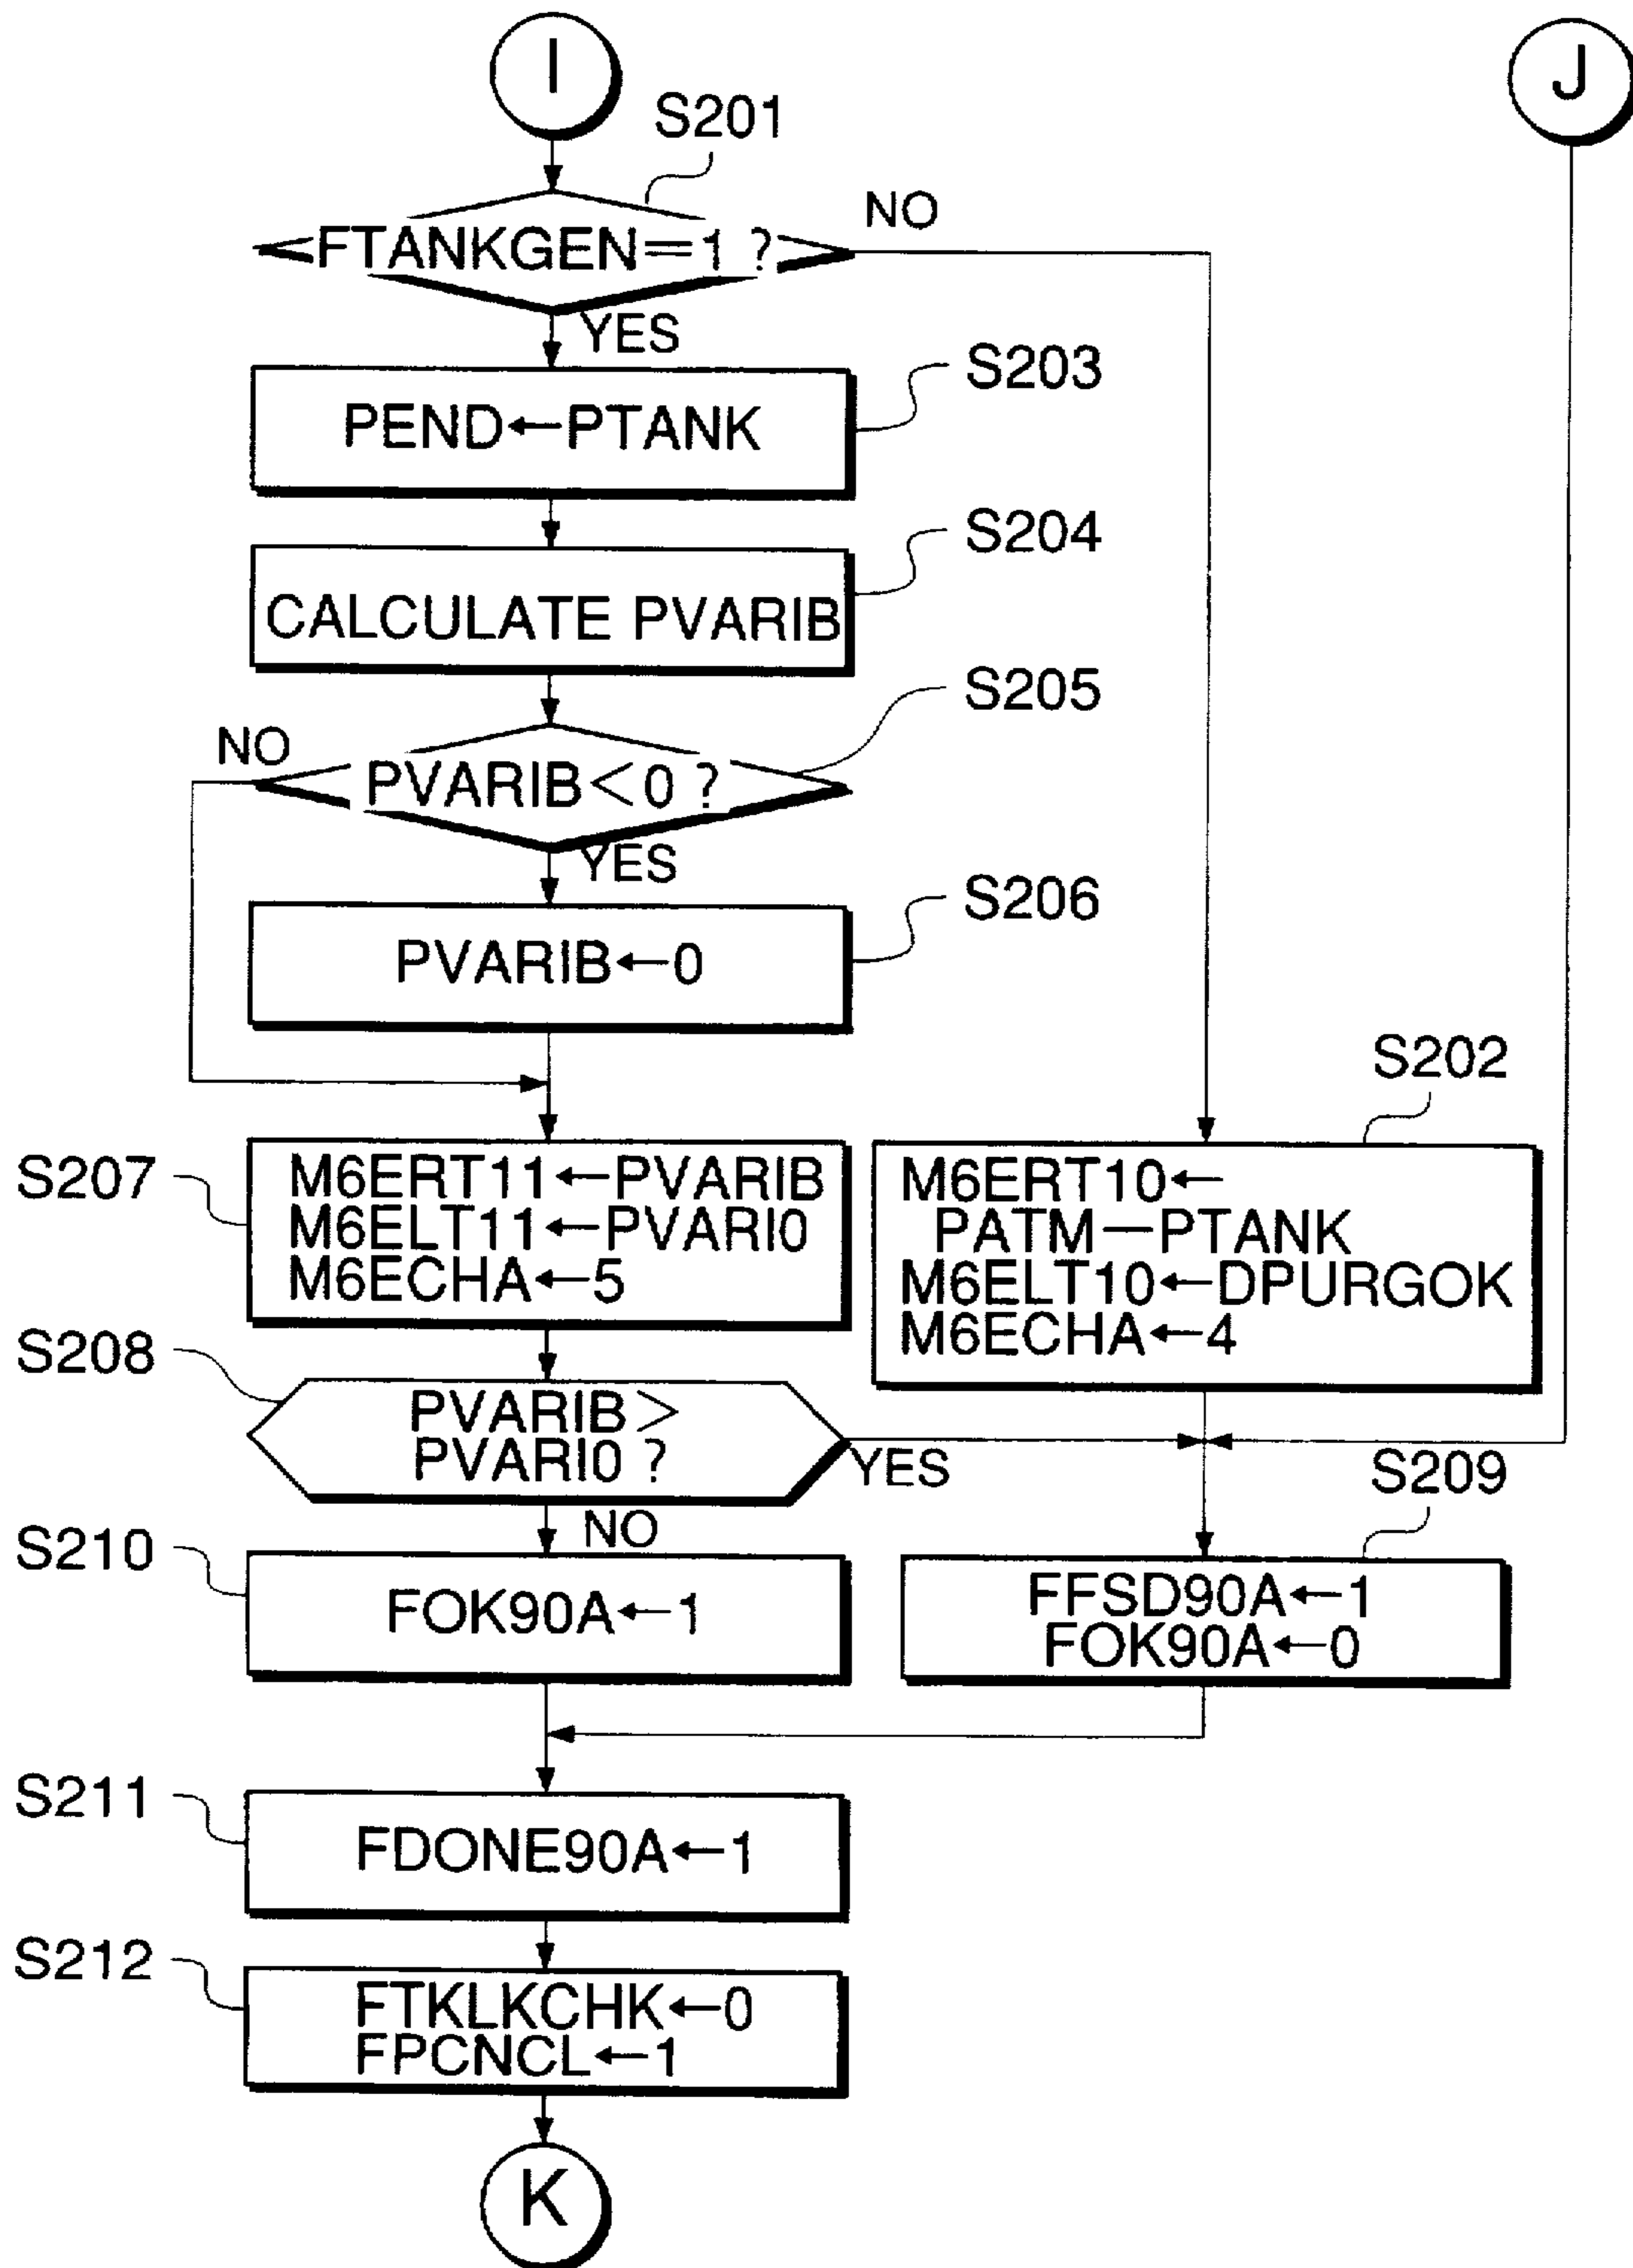 I
J
S201
FTANKGEN=1 ?
NO
YES
S203
PEND←PTANK
S204
CALCULATE PVARIB
S205
NO
PVARIB<0 ?
YES
S206
PVARIB←0
S202
S207
M6ERT11←PVARIB
M6ELT11←PVARI0
M6ECHA←5
M6ERT10←
PATM—PTANK
M6ELT10←DPURGOK
M6ECHA←4
S208
PVARIB>
PVARI0 ?
YES
NO
S209
S210
FOK90A←1
FFSD90A←1
FOK90A←0
S211
FDONE90A←1
S212
FTKLKCHK←0
FPCNCL←1
K